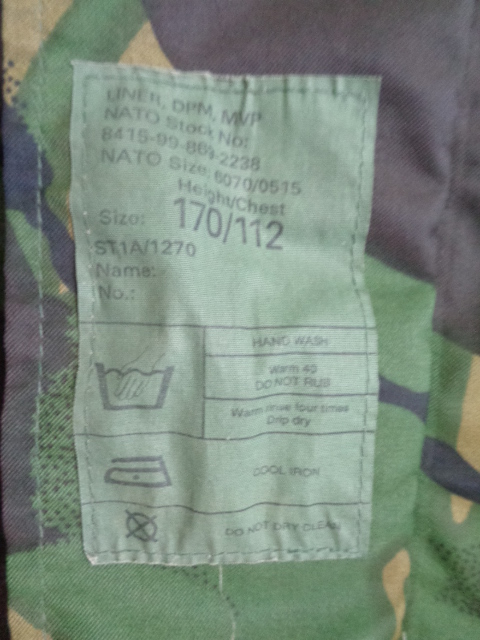 LINER, DPM, MVP
NATO Stock No:
8415-99-869-2238
NATO Size: 6070/0515
Height/Chest
Size: 170/112
ST1A/1270
Name:
No.:
HAND WASH
Warm 40
DO NOT RUB
Warm rinse four times
Drip dry
COOL IRON
DO NOT DRY CLEAN